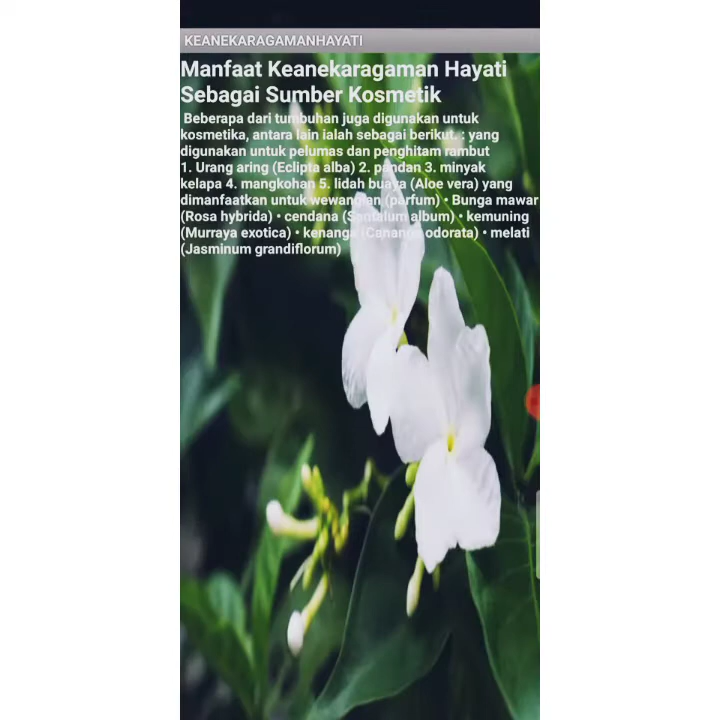 KEANEKARAGAMANHAYATI
Manfaat Keanekaragaman Hayati
Sebagai Sumber Kosmetik
Beberapa dari tumbuhan juga digunakan untuk
kosmetika, antara lain ialah sebagai berikut. : yang
digunakan untuk pelumas dan penghitam rambut
1. Urang aring (Eclipta alba) 2. pandan 3. minyak
kelapa 4. mangkohan 5. lidah buaya (Aloe vera) yang
dimanfaatkan untuk wewangian (parfum) • Bunga mawar
(Rosa hybrida) • cendana (Santalum album) • kemuning
(Murraya exotica) • kenanga (Cananga odorata) • melati
(Jasminum grandiflorum)